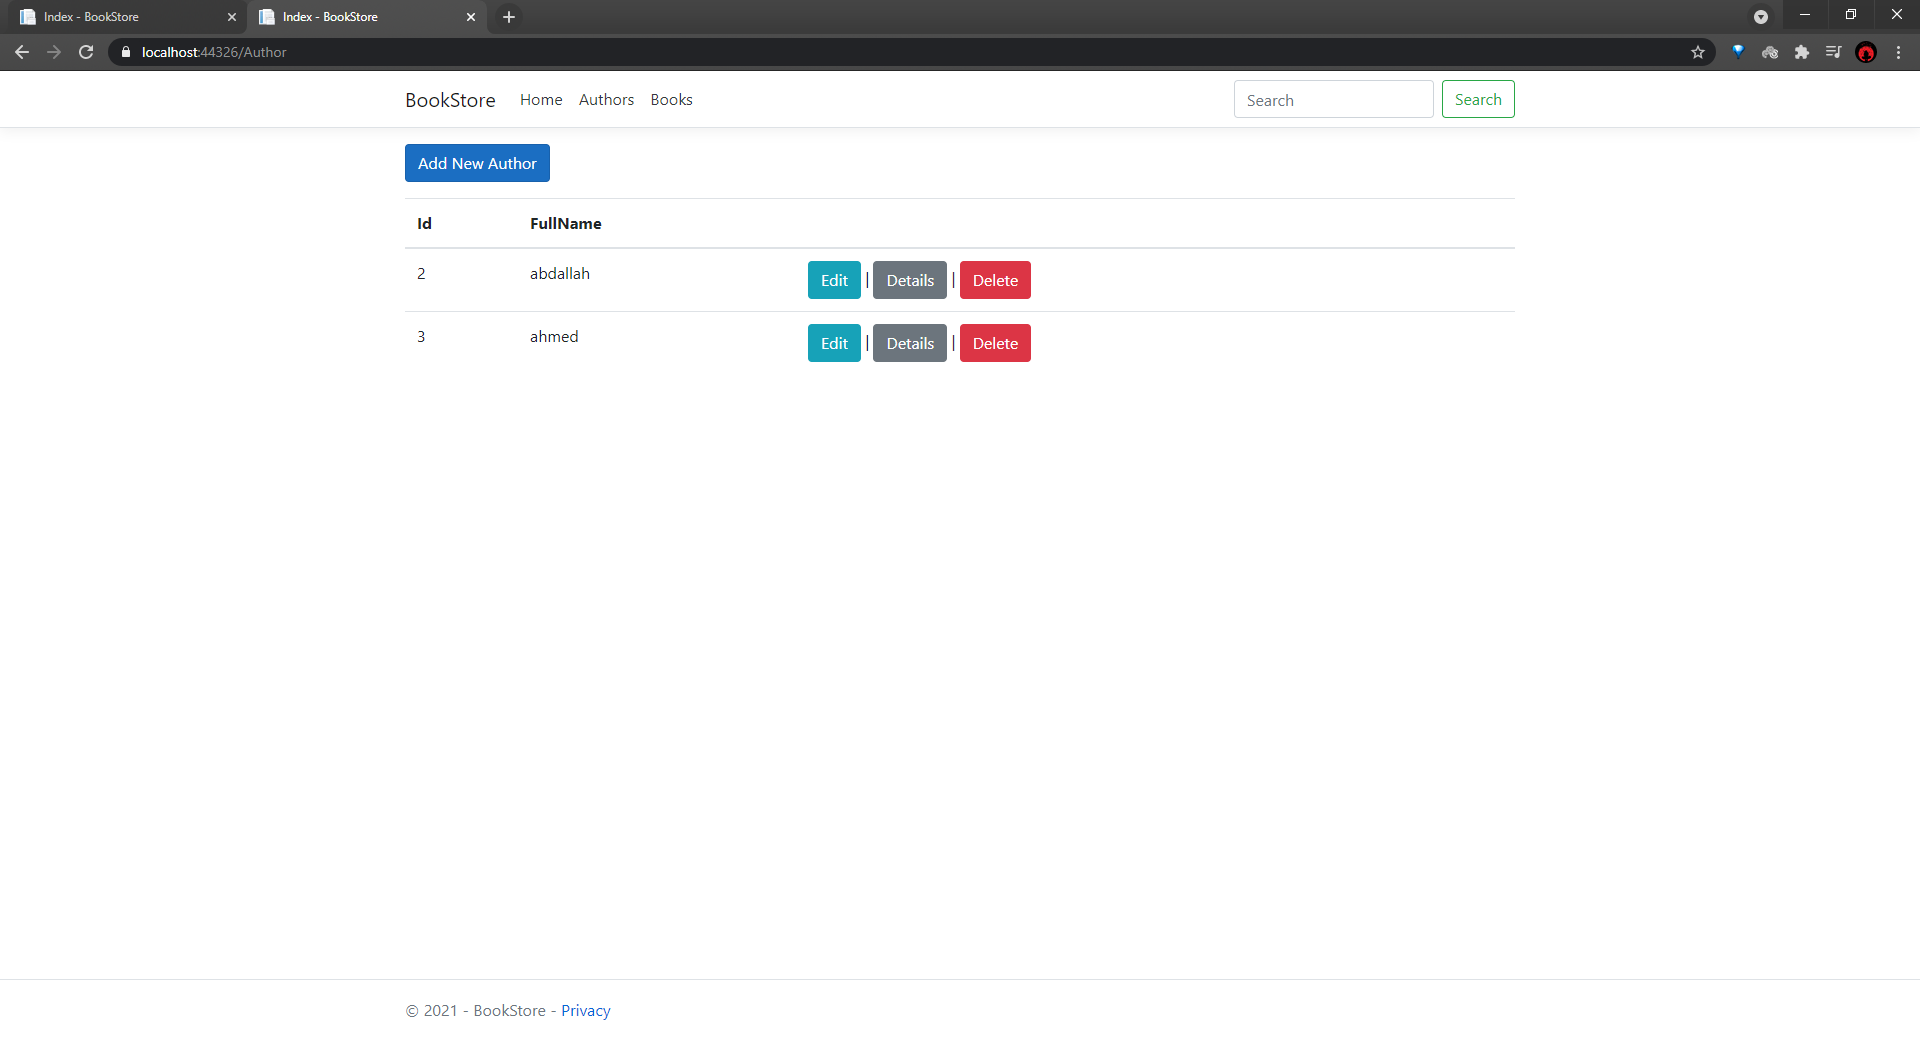 Index - BookStore
Index - BookStore
localhost:44326/Author
BookStore Home Authors Books Search Search
Add New Author
Id FullName
2 abdallah Edit | Details | Delete
3 ahmed Edit | Details | Delete
© 2021 - BookStore - Privacy